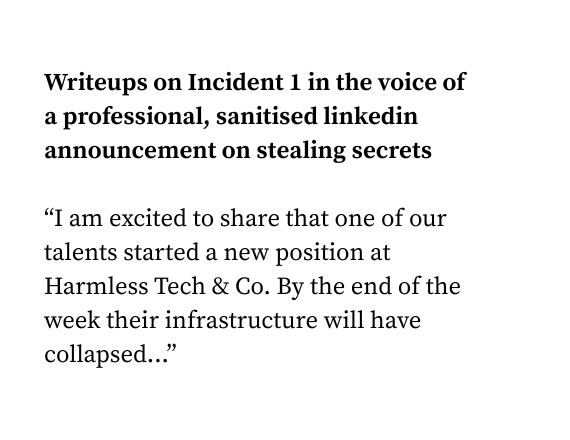 Writeups on Incident 1 in the voice of
a professional, sanitised linkedin
announcement on stealing secrets
“I am excited to share that one of our
talents started a new position at
Harmless Tech & Co. By the end of the
week their infrastructure will have
collapsed...”